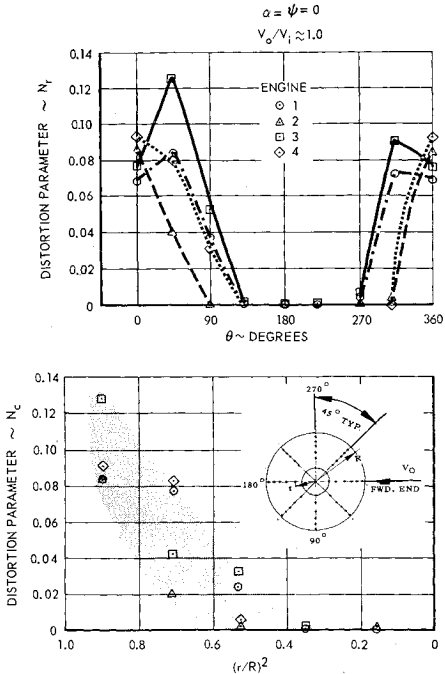 α = ψ = 0
V₀/Vᵢ ≈ 1.0
DISTORTION PARAMETER ~ Nᵣ
0.14
0.12
0.10
0.08
0.06
0.04
0.02
0
ENGINE
1
2
3
4
0 90 180 270 360
θ ~ DEGREES
DISTORTION PARAMETER ~ N꜀
0.14
0.12
0.10
0.08
0.06
0.04
0.02
0
270°
45° TYP.
R
r
180°
V₀
FWD. END
90°
1.0 0.8 0.6 0.4 0.2 0
(r/R)²